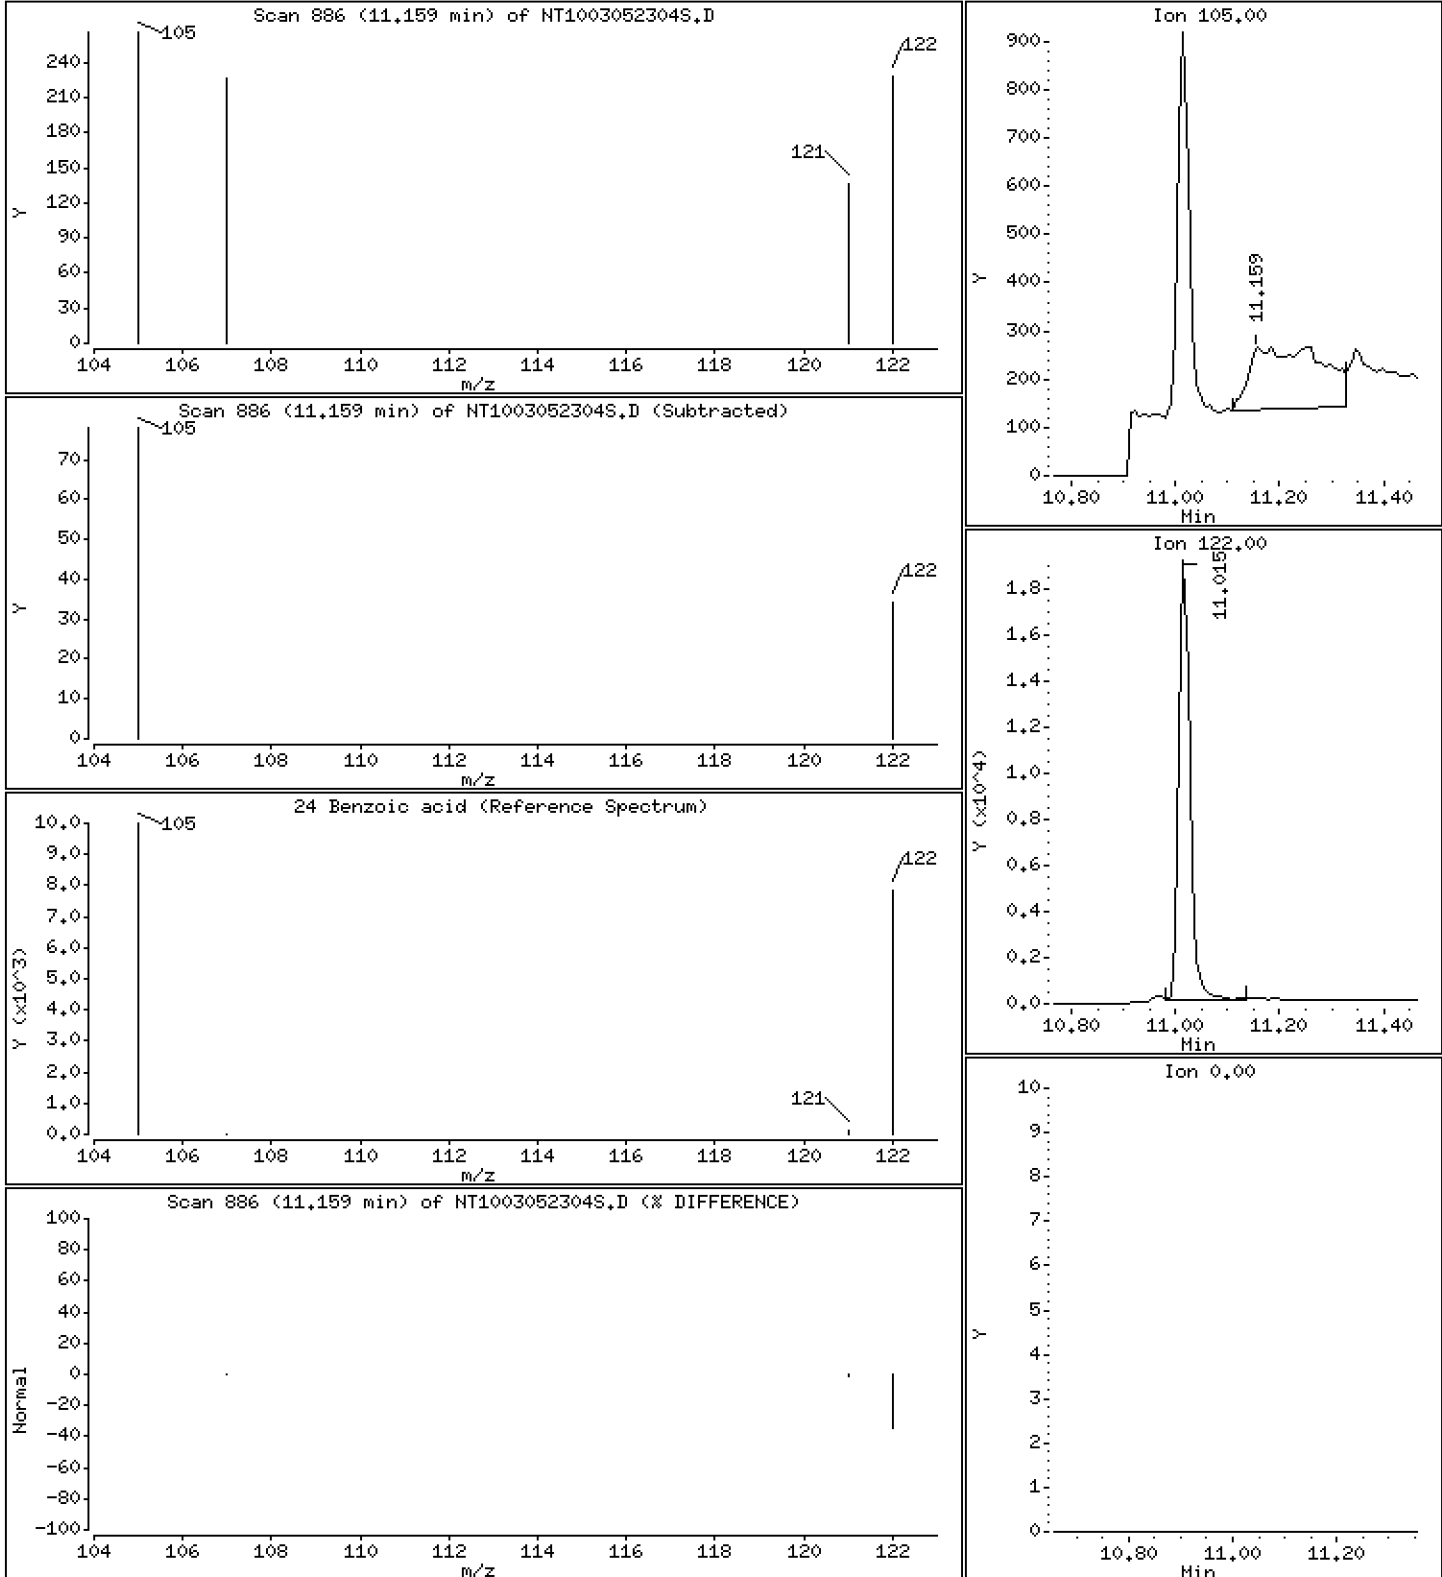 Scan 886 (11.159 min) of NT1003052304S.D
105
122
121
240
210
180
150
120
90
60
30
0
Y
104 106 108 110 112 114 116 118 120 122
m/z
Scan 886 (11.159 min) of NT1003052304S.D (Subtracted)
105
122
70
60
50
40
30
20
10
0
Y
104 106 108 110 112 114 116 118 120 122
m/z
24 Benzoic acid (Reference Spectrum)
105
122
121
10.0
9.0
8.0
7.0
6.0
5.0
4.0
3.0
2.0
1.0
0.0
Y (x10^3)
104 106 108 110 112 114 116 118 120 122
m/z
Scan 886 (11.159 min) of NT1003052304S.D (% DIFFERENCE)
100
80
60
40
20
0
-20
-40
-60
-80
-100
Normal
104 106 108 110 112 114 116 118 120 122
m/z
Ion 105.00
900
800
700
600
500
400
300
200
100
0
Y
11.159
10.80 11.00 11.20 11.40
Min
Ion 122.00
11.015
1.8
1.6
1.4
1.2
1.0
0.8
0.6
0.4
0.2
0.0
Y (x10^4)
10.80 11.00 11.20 11.40
Min
Ion 0.00
10
9
8
7
6
5
4
3
2
1
0
Y
10.80 11.00 11.20
Min